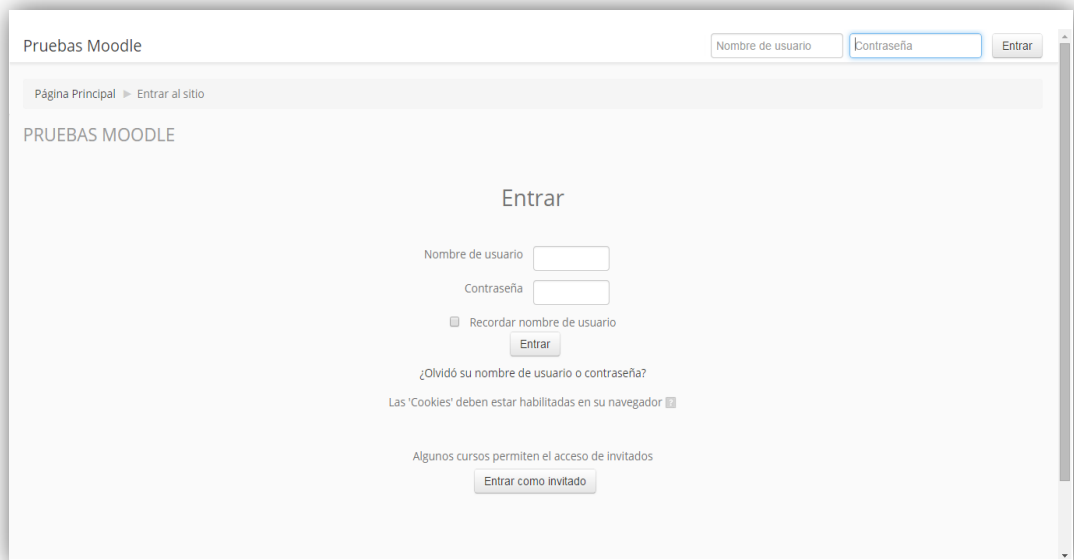 Pruebas Moodle
Nombre de usuario
Contraseña
Entrar
Página Principal ▶ Entrar al sitio
PRUEBAS MOODLE
Entrar
Nombre de usuario
Contraseña
Recordar nombre de usuario
Entrar
¿Olvidó su nombre de usuario o contraseña?
Las 'Cookies' deben estar habilitadas en su navegador ?
Algunos cursos permiten el acceso de invitados
Entrar como invitado